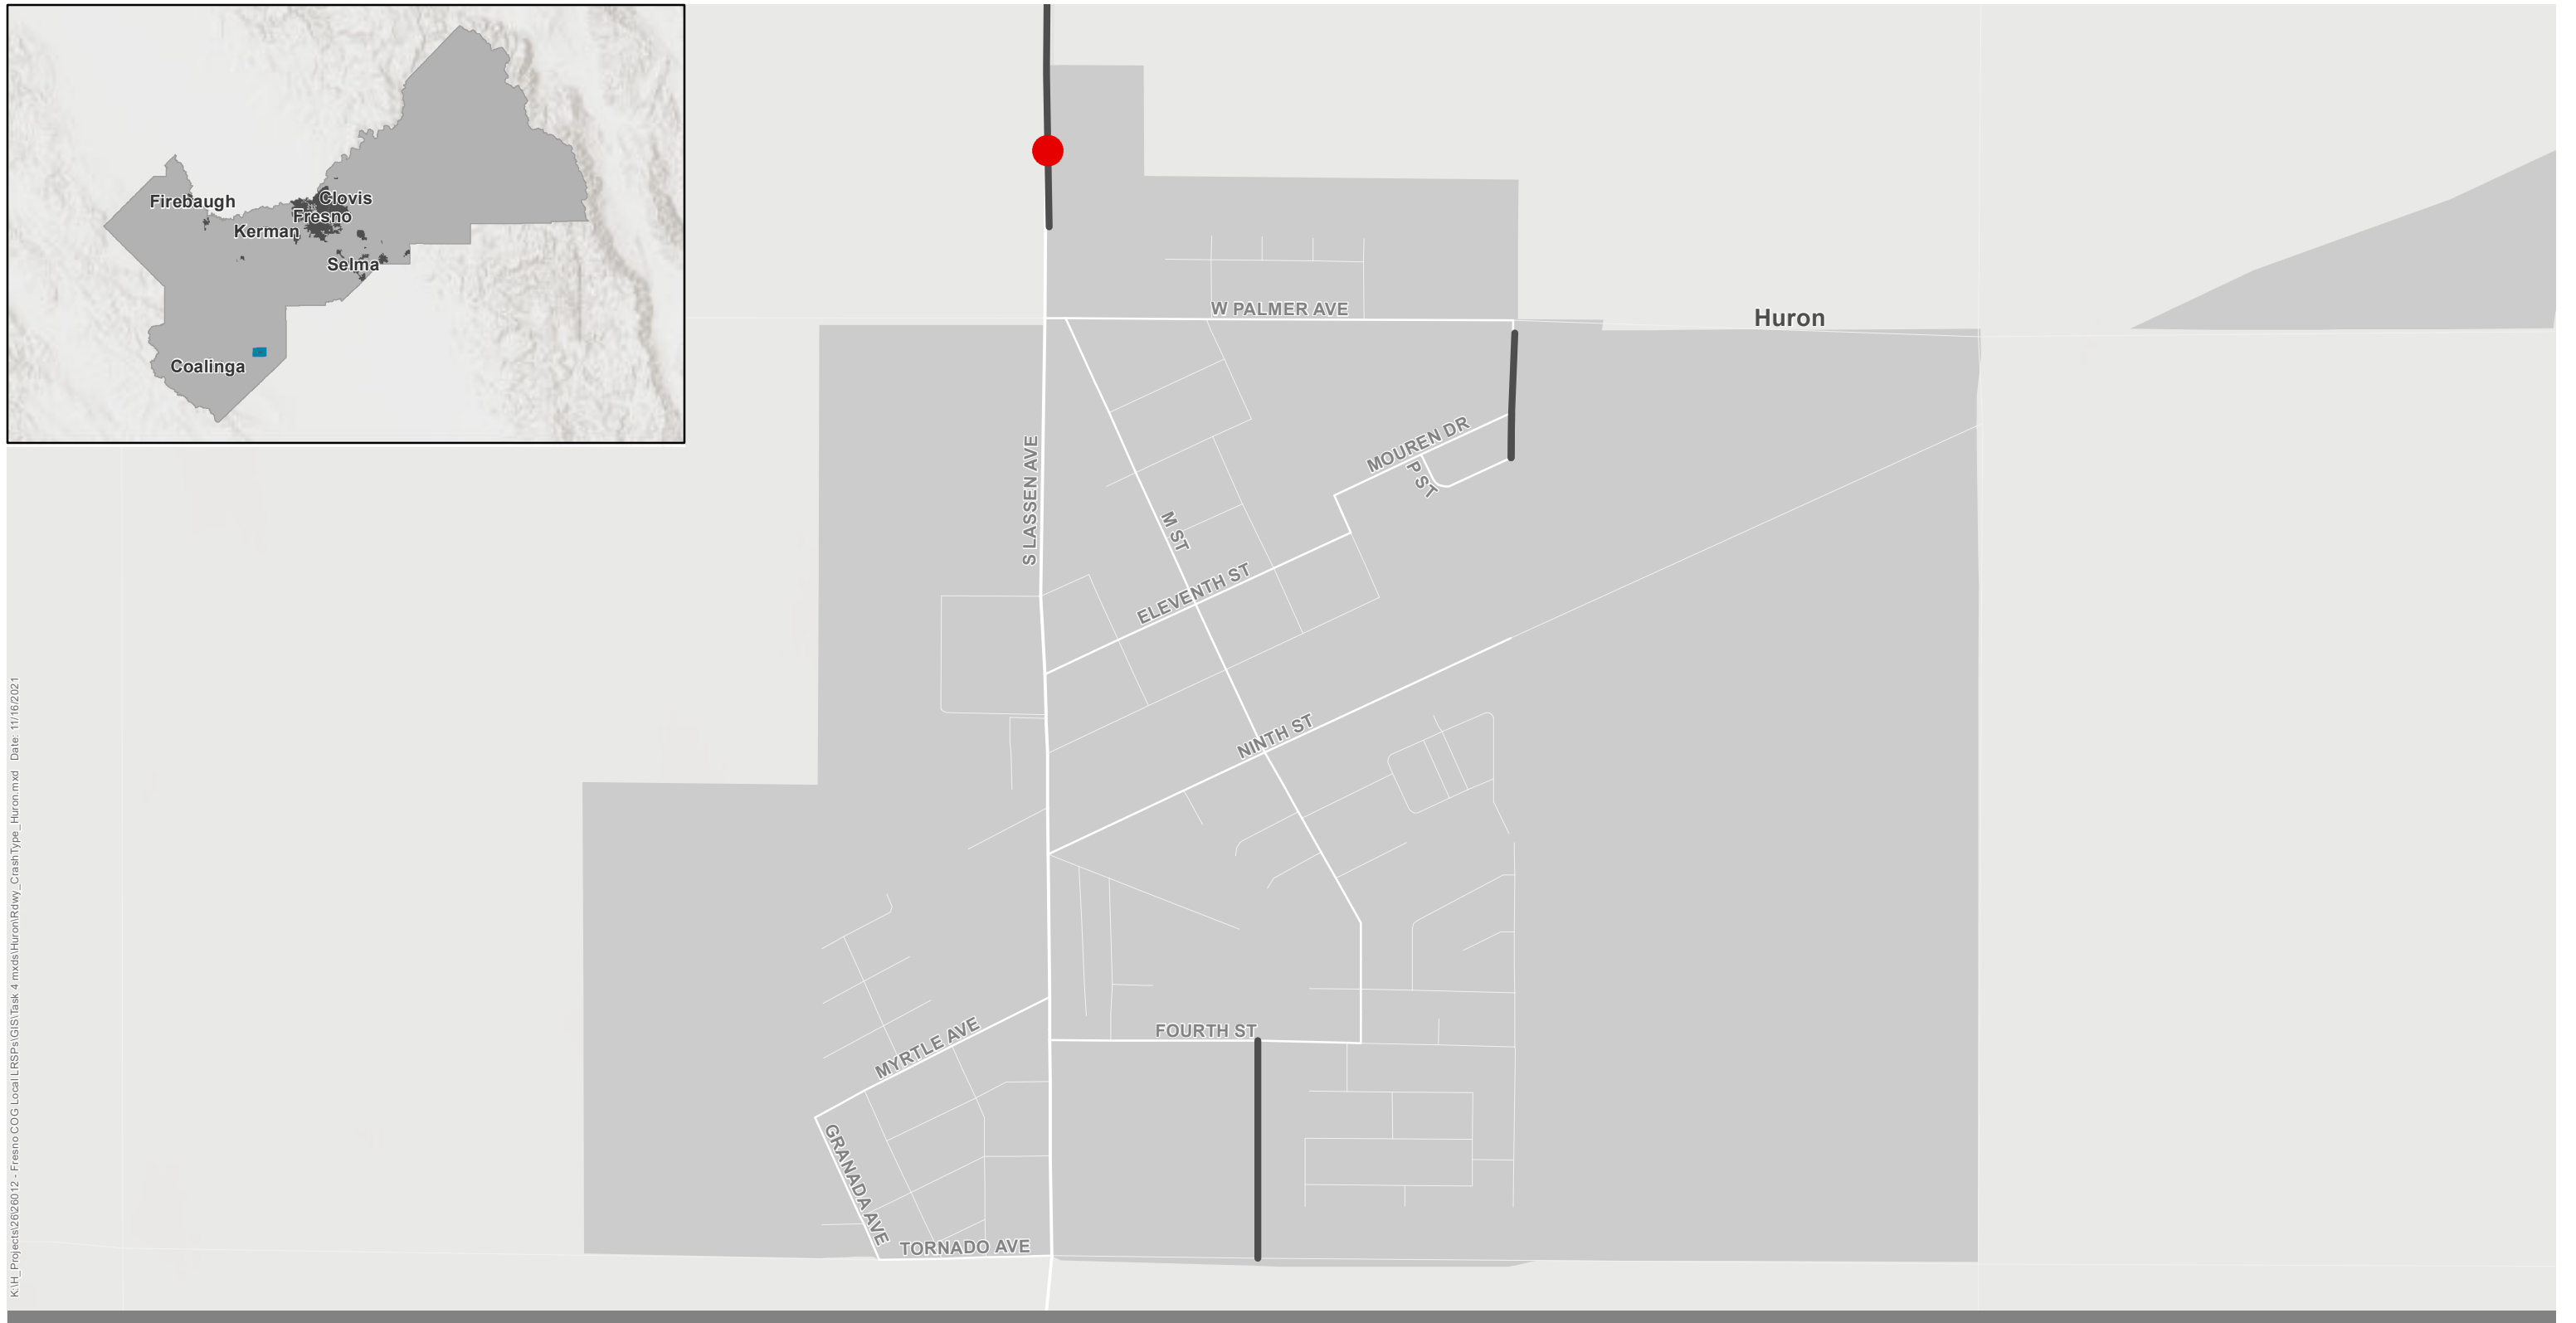 Firebaugh
Clovis
Fresno
Kerman
Selma
Coalinga
W PALMER AVE
Huron
S LASSEN AVE
MOUREN DR
P ST
M ST
ELEVENTH ST
NINTH ST
FOURTH ST
MYRTLE AVE
GRANADA AVE
TORNADO AVE
K:\H_Projects\26\26012 - Fresno COG Local LRSPs\GIS\Task 4 mxds\Huron\Rdwy_CrashType_Huron.mxd Date: 11/16/2021